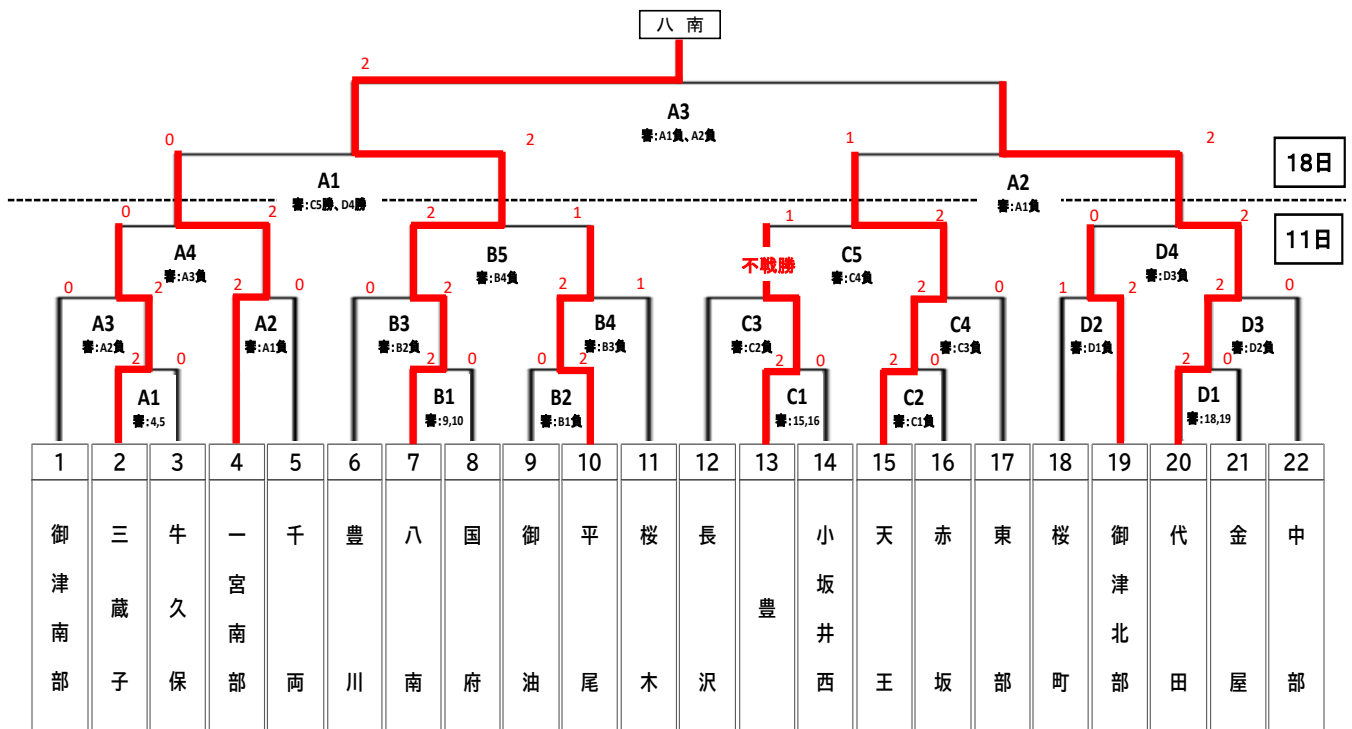 八 南
2
A3
審:A1負、A2負
0 2 1 2
18日
A1
審:C5勝、D4勝
A2
審:A1負
0 2 2 1 1 2 0 2
11日
A4
審:A3負
B5
審:B4負
不戦勝
C5
審:C4負
D4
審:D3負
0 2 2 0 0 2 2 1 2 0 1 2 2 0
A3
審:A2負
A2
審:A1負
B3
審:B2負
B4
審:B3負
C3
審:C2負
C4
審:C3負
D2
審:D1負
D3
審:D2負
2 0 2 0 0 2 2 0 2 0 2 0
A1
審:4,5
B1
審:9,10
B2
審:B1負
C1
審:15,16
C2
審:C1負
D1
審:18,19
1 2 3 4 5 6 7 8 9 10 11 12 13 14 15 16 17 18 19 20 21 22
御津南部
三蔵子
牛久保
一宮南部
千両
豊川
八南
国府
御油
平尾
桜木
長沢
豊
小坂井西
天王
赤坂
東部
桜町
御津北部
代田
金屋
中部